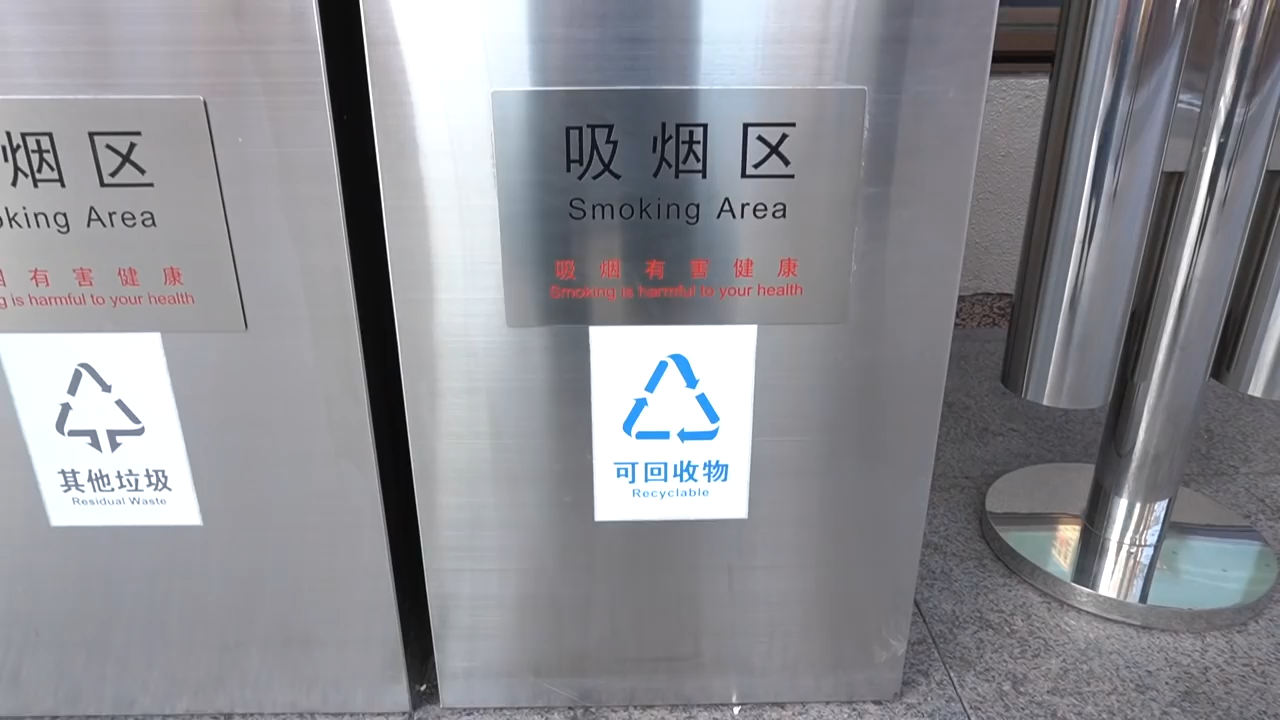 烟区
king Area
有害健康
g is harmful to your health
其他垃圾
Residual Waste
吸烟区
Smoking Area
吸烟有害健康
Smoking is harmful to your health
可回收物
Recyclable